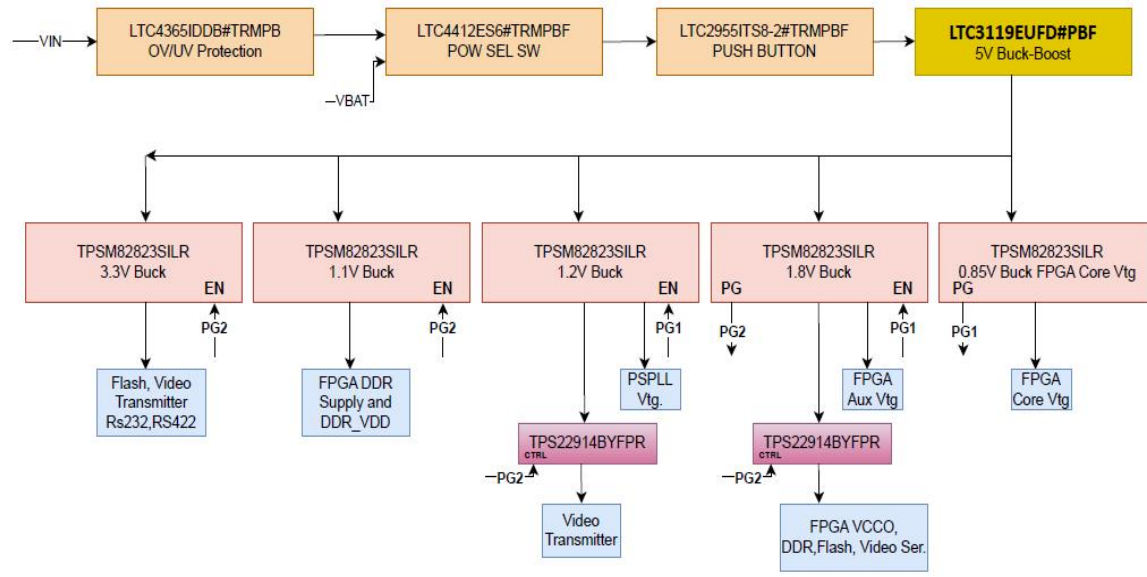 VIN
LTC4365IDDB#TRMPB
OV/UV Protection
LTC4412ES6#TRMPBF
POW SEL SW
LTC2955ITS8-2#TRMPBF
PUSH BUTTON
LTC3119EUFD#PBF
5V Buck-Boost
VBAT
TPSM82823SILR
3.3V Buck
EN
TPSM82823SILR
1.1V Buck
EN
TPSM82823SILR
1.2V Buck
EN
TPSM82823SILR
1.8V Buck
PG
EN
TPSM82823SILR
0.85V Buck FPGA Core Vtg
PG
PG2
PG2
PG1
PG2
PG1
PG1
Flash, Video
Transmitter
Rs232,RS422
FPGA DDR
Supply and
DDR_VDD
PSPLL
Vtg.
FPGA
Aux Vtg
FPGA
Core Vtg
TPS22914BYFPR
CTRL
TPS22914BYFPR
CTRL
PG2
PG2
Video
Transmitter
FPGA VCCO,
DDR,Flash, Video Ser.